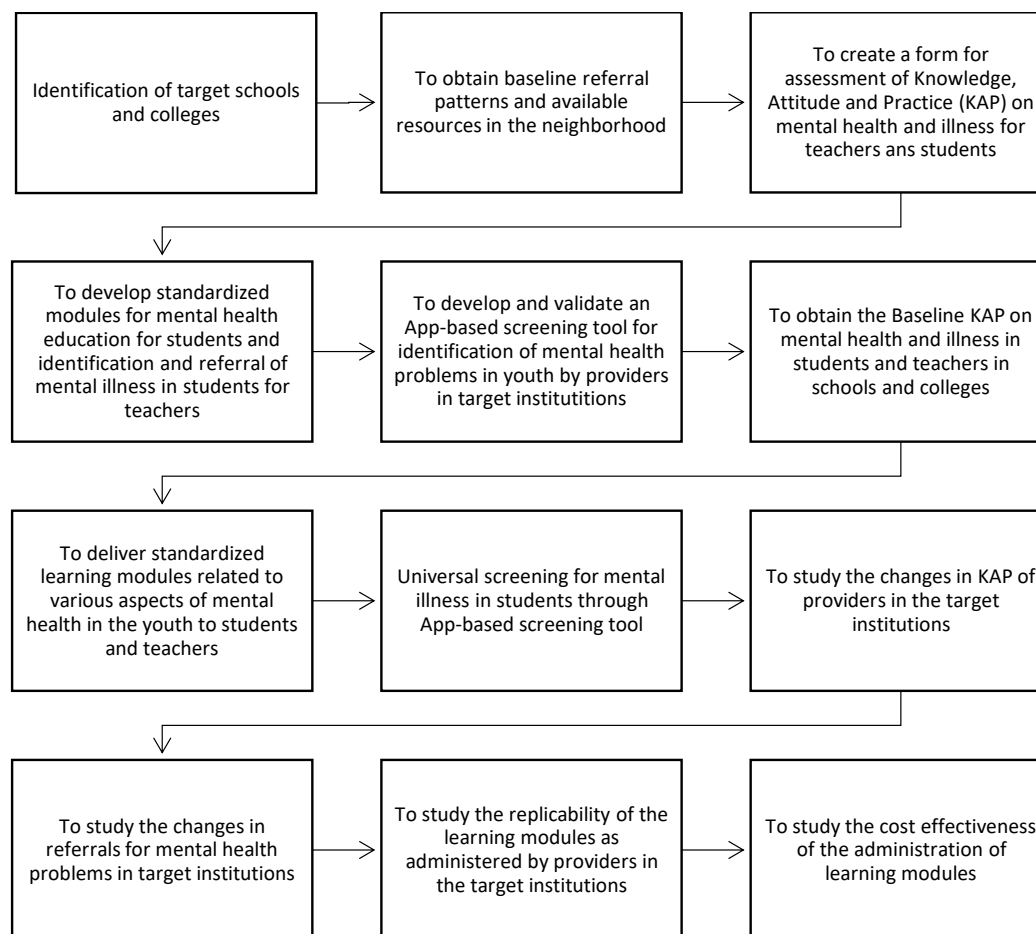 Identification of target schools
and colleges
To obtain baseline referral
patterns and available
resources in the neighborhood
To create a form for
assessment of Knowledge,
Attitude and Practice (KAP) on
mental health and illness for
teachers ans students
To develop standardized
modules for mental health
education for students and
identification and referral of
mental illness in students for
teachers
To develop and validate an
App-based screening tool for
identification of mental health
problems in youth by providers
in target institutitions
To obtain the Baseline KAP on
mental health and illness in
students and teachers in
schools and colleges
To deliver standardized
learning modules related to
various aspects of mental
health in the youth to students
and teachers
Universal screening for mental
illness in students through
App-based screening tool
To study the changes in KAP of
providers in the target
institutions
To study the changes in
referrals for mental health
problems in target institutions
To study the replicability of the
learning modules as
administered by providers in
the target institutions
To study the cost effectiveness
of the administration of
learning modules